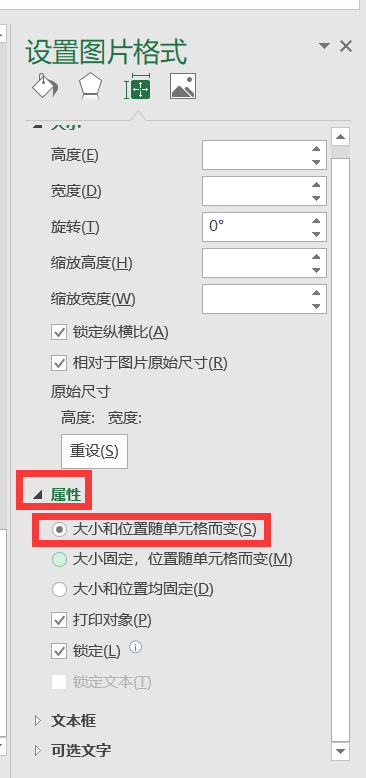 设置图片格式
大小
高度(E)
宽度(D)
旋转(T) 0°
缩放高度(H)
缩放宽度(W)
锁定纵横比(A)
相对于图片原始尺寸(R)
原始尺寸
高度: 宽度:
重设(S)
属性
大小和位置随单元格而变(S)
大小固定，位置随单元格而变(M)
大小和位置均固定(D)
打印对象(P)
锁定(L)
锁定文本(T)
文本框
可选文字